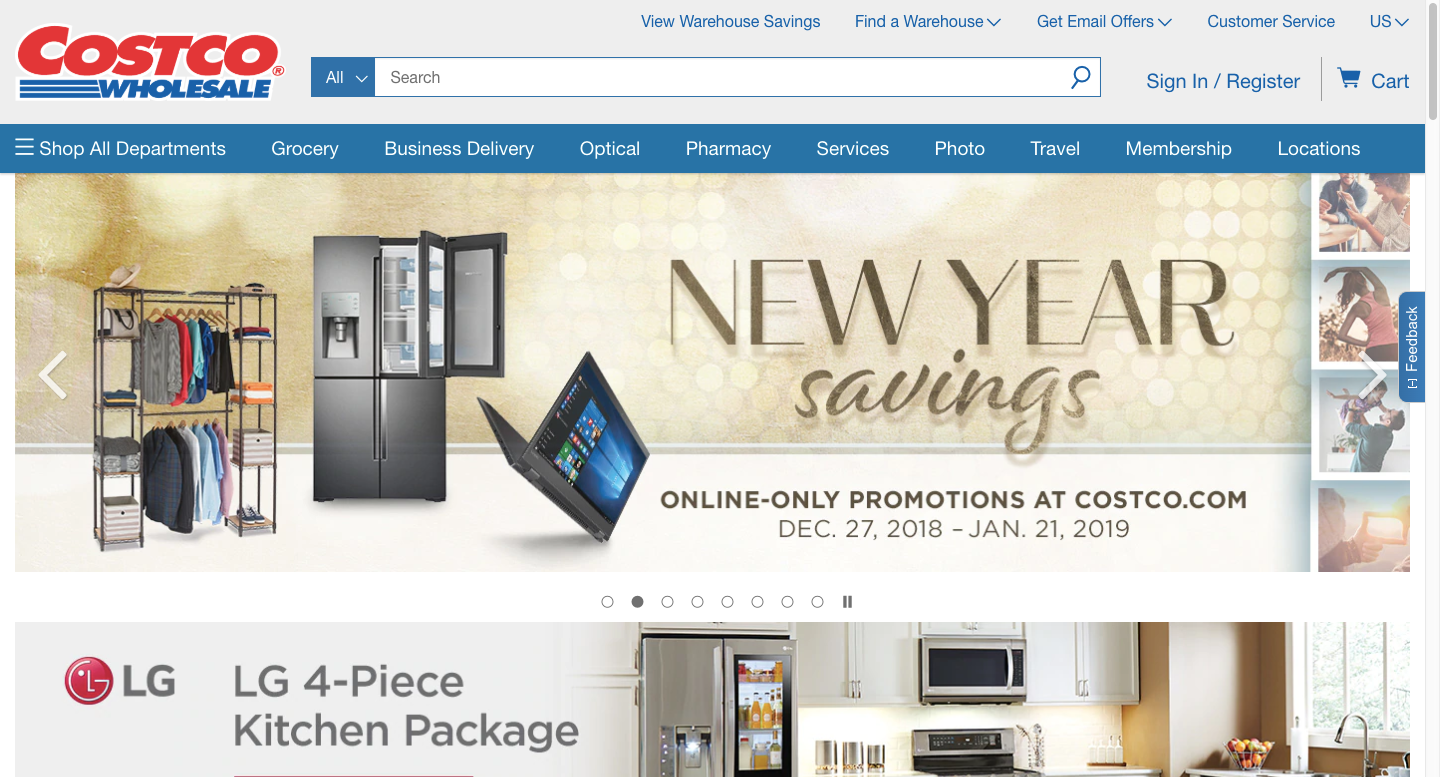 View Warehouse Savings
Find a Warehouse
Get Email Offers
Customer Service
US
COSTCO®
WHOLESALE
All
Search
Sign In / Register
Cart
Shop All Departments
Grocery
Business Delivery
Optical
Pharmacy
Services
Photo
Travel
Membership
Locations
NEW YEAR
savings
ONLINE-ONLY PROMOTIONS AT COSTCO.COM
DEC. 27, 2018 – JAN. 21, 2019
[-] Feedback
LG
LG 4-Piece
Kitchen Package